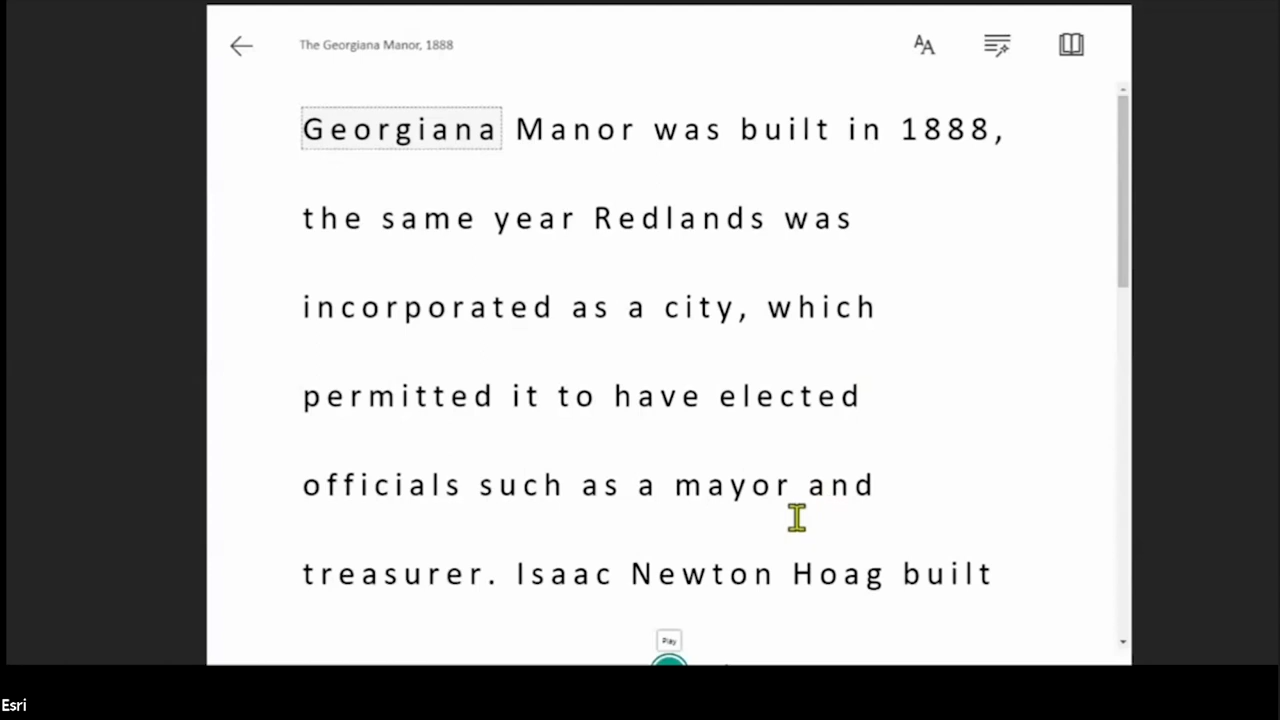 The Georgiana Manor, 1888
Georgiana Manor was built in 1888,
the same year Redlands was
incorporated as a city, which
permitted it to have elected
officials such as a mayor and
treasurer. Isaac Newton Hoag built
Play
Esri